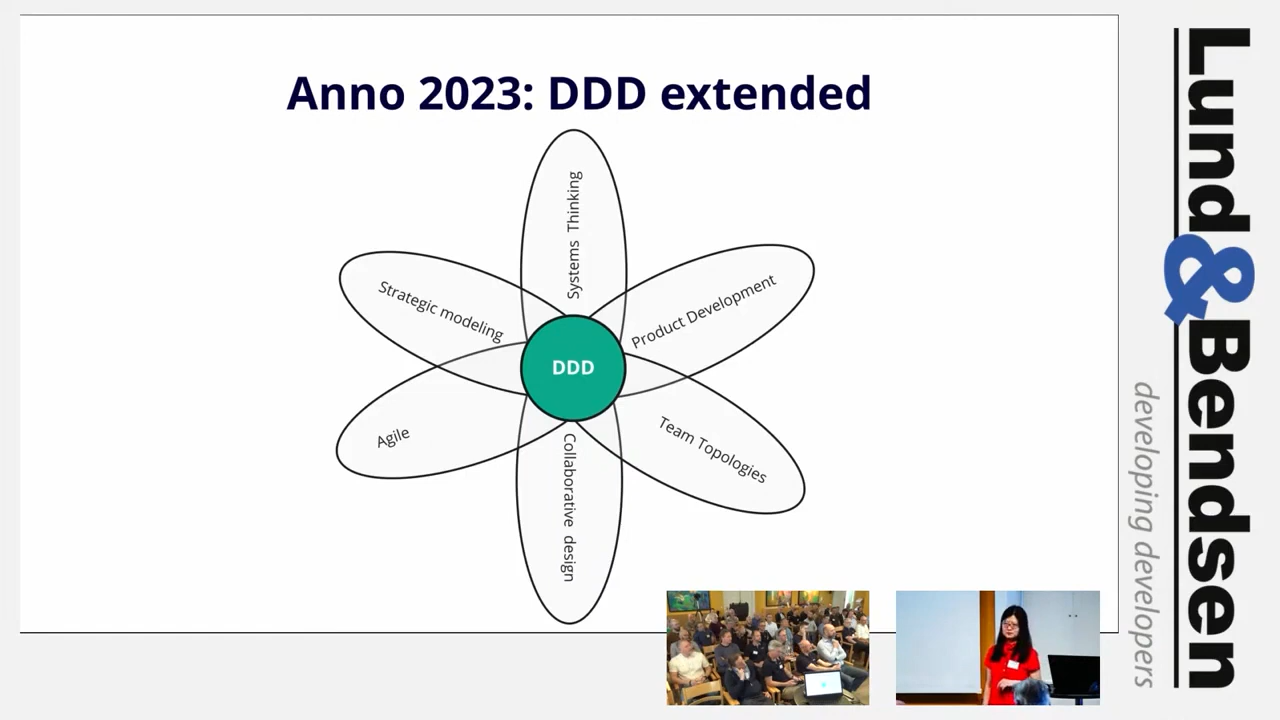 Anno 2023: DDD extended
Systems Thinking
Strategic modeling
Product Development
DDD
Agile
Team Topologies
Collaborative design
Lund & Bendsen
developing developers